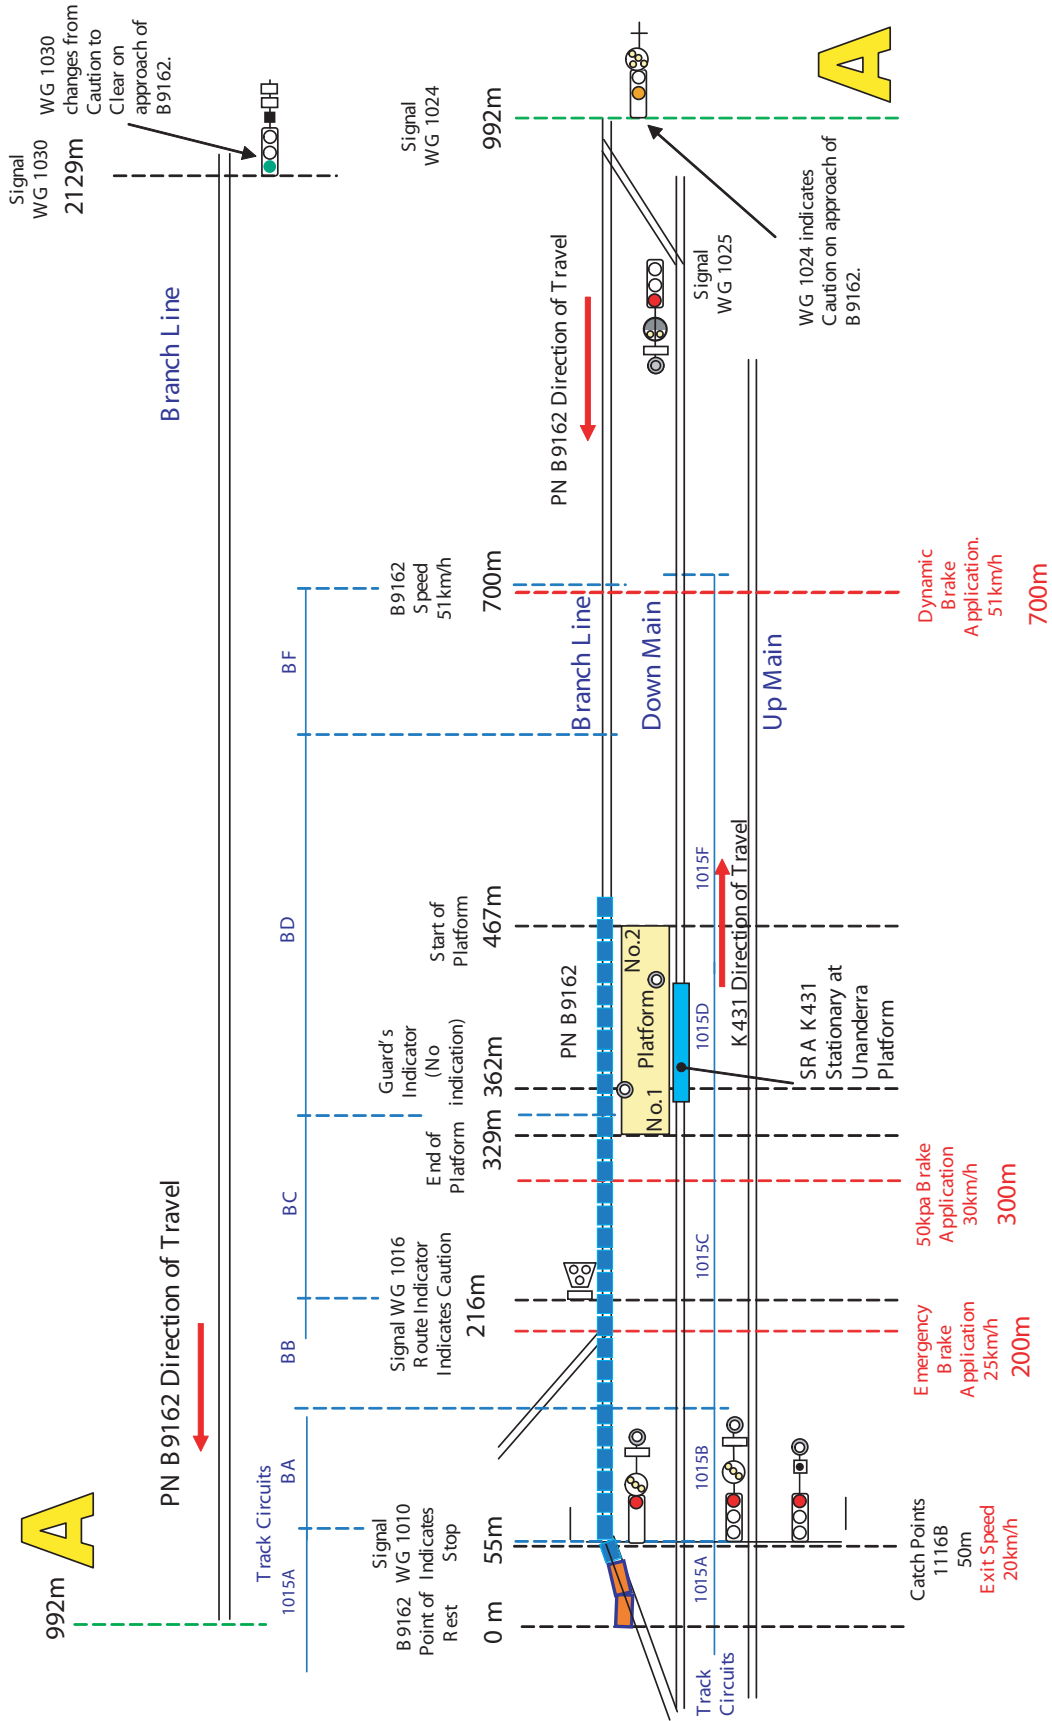 Signal
WG 1030
2129m
WG 1030
changes from
Caution to
Clear on
approach of
B9162.
Branch Line
PN B9162 Direction of Travel
A
992m
Track Circuits
1015A
BA
BB
BC
BD
BF
B9162
Point of
Rest
0 m
Signal
WG 1010 Indicates
Stop
55m
Signal WG 1016
Route Indicator
Indicates Caution
216m
End of
Platform
329m
Guard's
Indicator
(No
indication)
362m
Start of
Platform
467m
B9162
Speed
51km/h
700m
Signal
WG 1024
992m
PN B9162
PN B9162 Direction of Travel
Branch Line
No.1
Platform
No.2
Down Main
Signal
WG 1025
Track
Circuits
1015A
1015B
1015C
1015D
1015F
K431 Direction of Travel
Up Main
SRA K431
Stationary at
Unanderra
Platform
WG 1024 indicates
Caution on approach of
B9162.
A
Catch Points
1116B
50m
Exit Speed
20km/h
Emergency
Brake
Application
25km/h
200m
50kpa Brake
Application
30km/h
300m
Dynamic
Brake
Application.
51km/h
700m